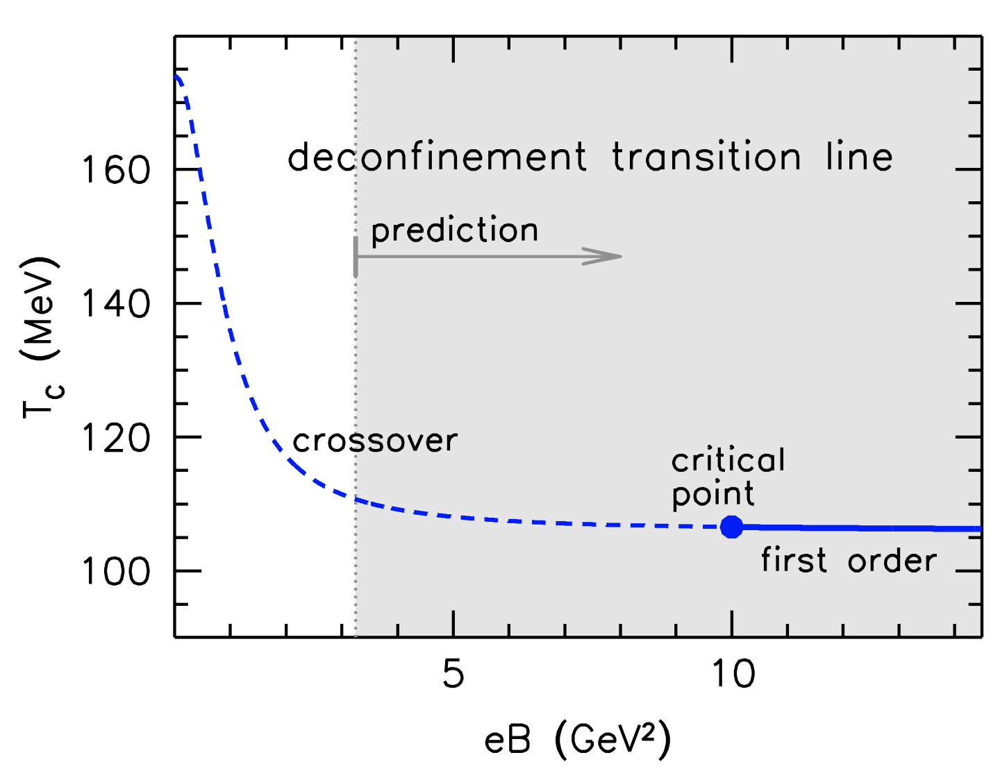 deconfinement transition line
prediction
160
140
120
100
T_c (MeV)
crossover
critical
point
first order
5
10
eB (GeV²)